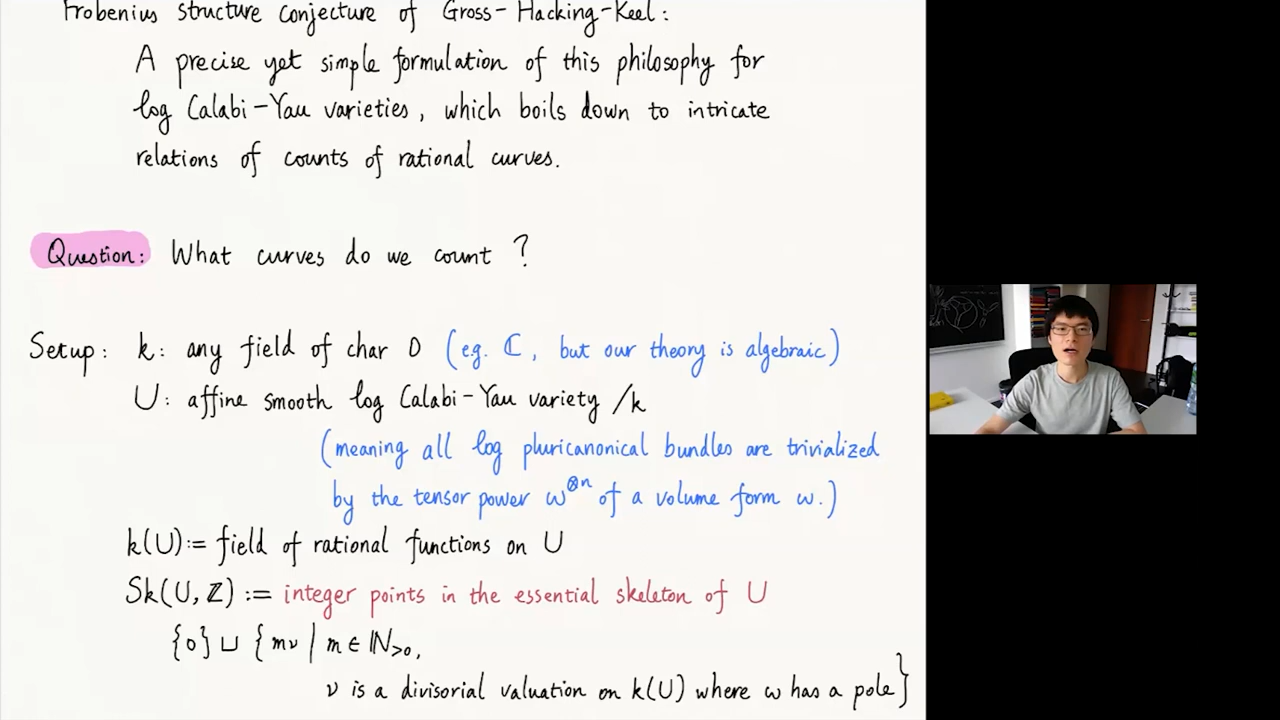 Frobenius structure conjecture of Gross-Hacking-Keel:
A precise yet simple formulation of this philosophy for
log Calabi-Yau varieties, which boils down to intricate
relations of counts of rational curves.
Question: What curves do we count ?
Setup: k: any field of char 0 (eg. ℂ, but our theory is algebraic)
U: affine smooth log Calabi-Yau variety /k
(meaning all log pluricanonical bundles are trivialized
by the tensor power ω^{⊗n} of a volume form ω.)
k(U):= field of rational functions on U
Sk(U, ℤ) := integer points in the essential skeleton of U
{0} ⊔ {mν | m ∈ ℕ_{>0},
ν is a divisorial valuation on k(U) where ω has a pole}